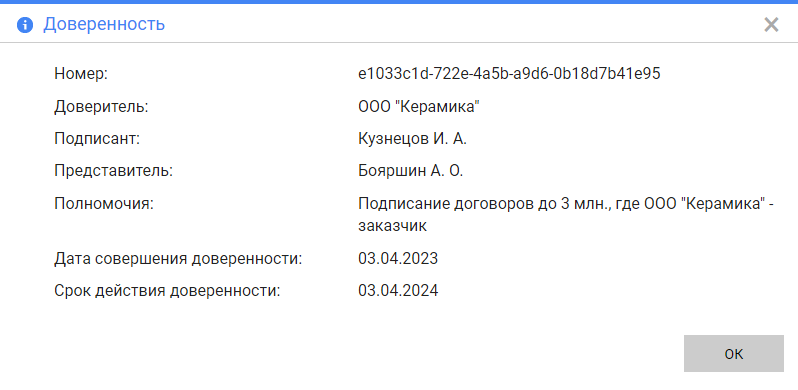 Доверенность
Номер: e1033c1d-722e-4a5b-a9d6-0b18d7b41e95
Доверитель: ООО "Керамика"
Подписант: Кузнецов И. А.
Представитель: Бояршин А. О.
Полномочия: Подписание договоров до 3 млн., где ООО "Керамика" -
заказчик
Дата совершения доверенности: 03.04.2023
Срок действия доверенности: 03.04.2024
ОК